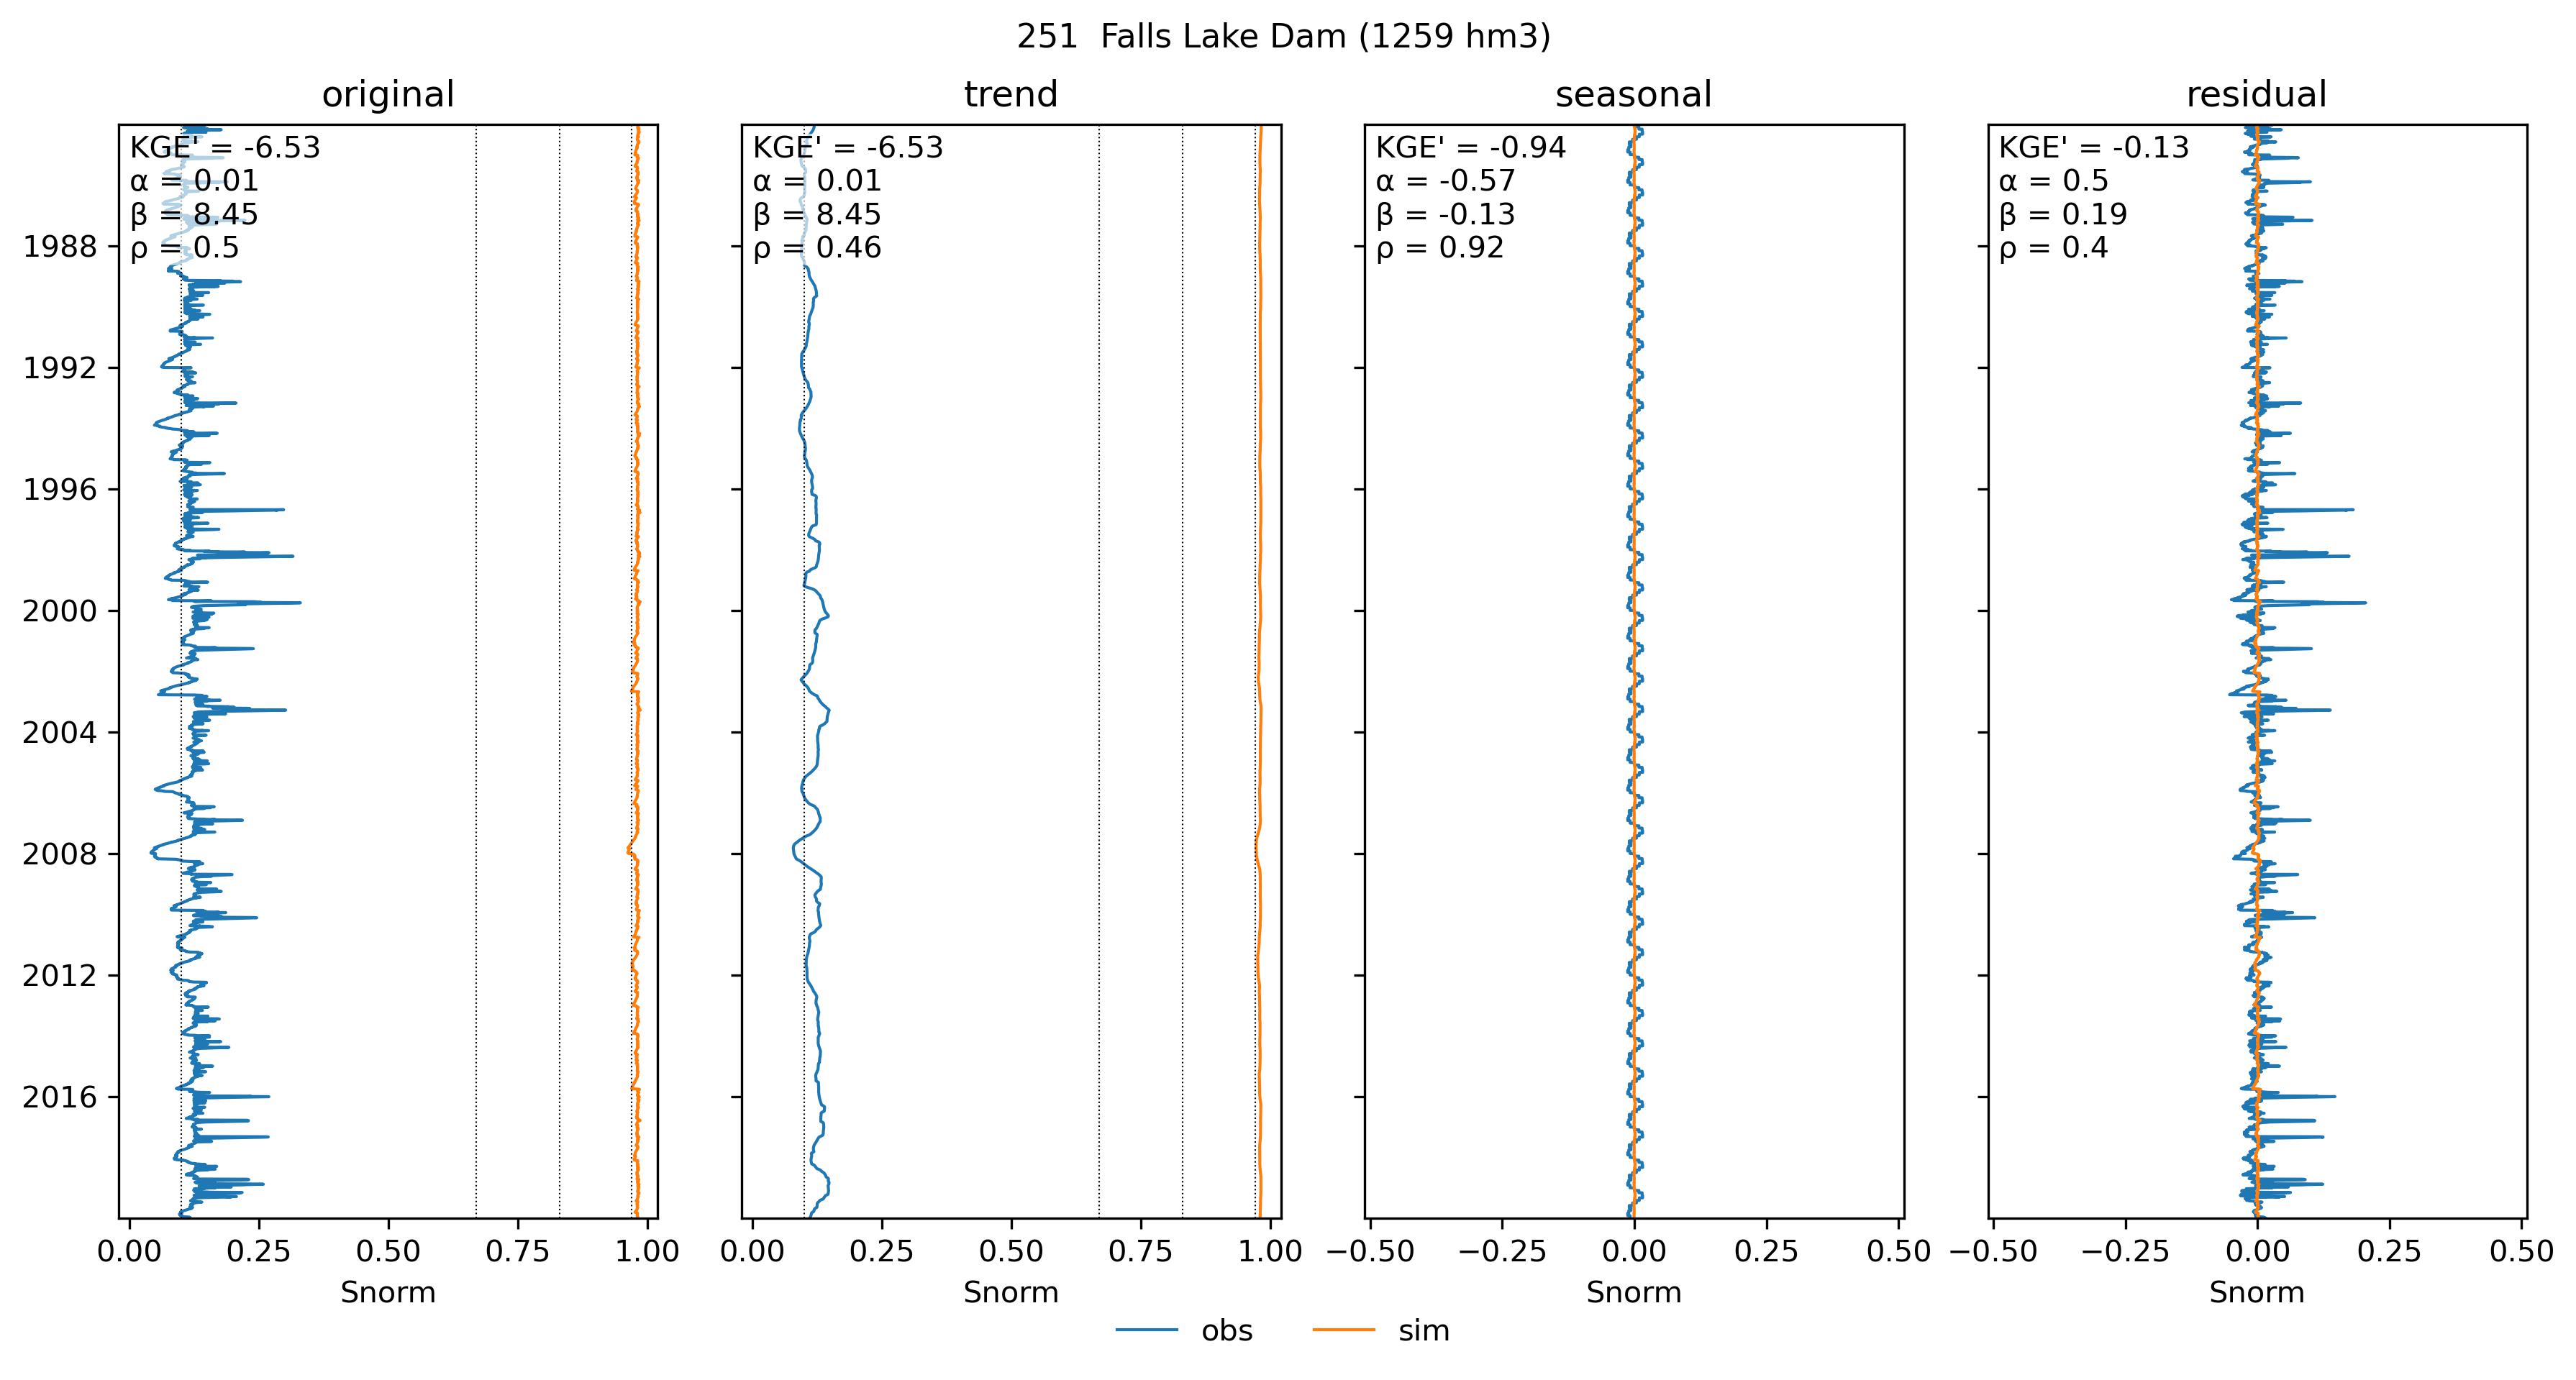 251  Falls Lake Dam (1259 hm3)
original
trend
seasonal
residual
KGE' = -6.53
α = 0.01
β = 8.45
ρ = 0.5
KGE' = -6.53
α = 0.01
β = 8.45
ρ = 0.46
KGE' = -0.94
α = -0.57
β = -0.13
ρ = 0.92
KGE' = -0.13
α = 0.5
β = 0.19
ρ = 0.4
1988
1992
1996
2000
2004
2008
2012
2016
0.00 0.25 0.50 0.75 1.00
0.00 0.25 0.50 0.75 1.00
−0.50 −0.25 0.00 0.25 0.50
−0.50 −0.25 0.00 0.25 0.50
Snorm
Snorm
Snorm
Snorm
obs
sim